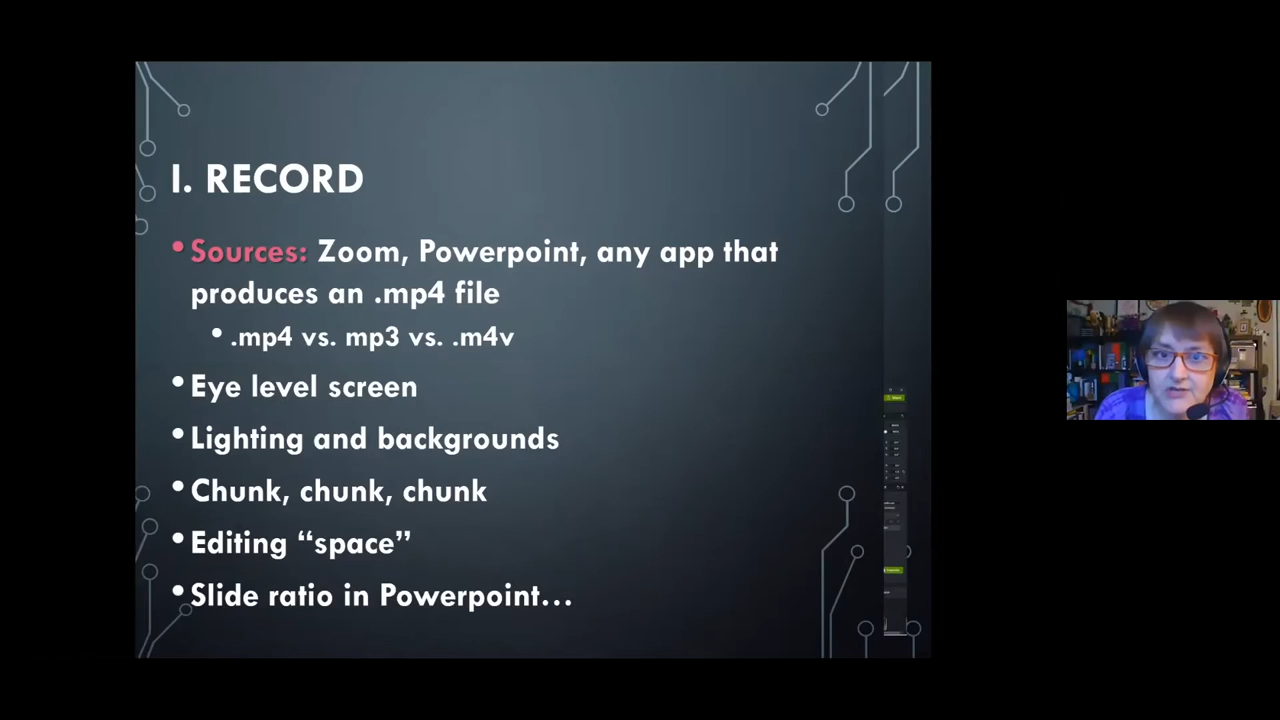 I. RECORD
•Sources: Zoom, Powerpoint, any app that
produces an .mp4 file
•.mp4 vs. mp3 vs. .m4v
•Eye level screen
•Lighting and backgrounds
•Chunk, chunk, chunk
•Editing “space”
•Slide ratio in Powerpoint…